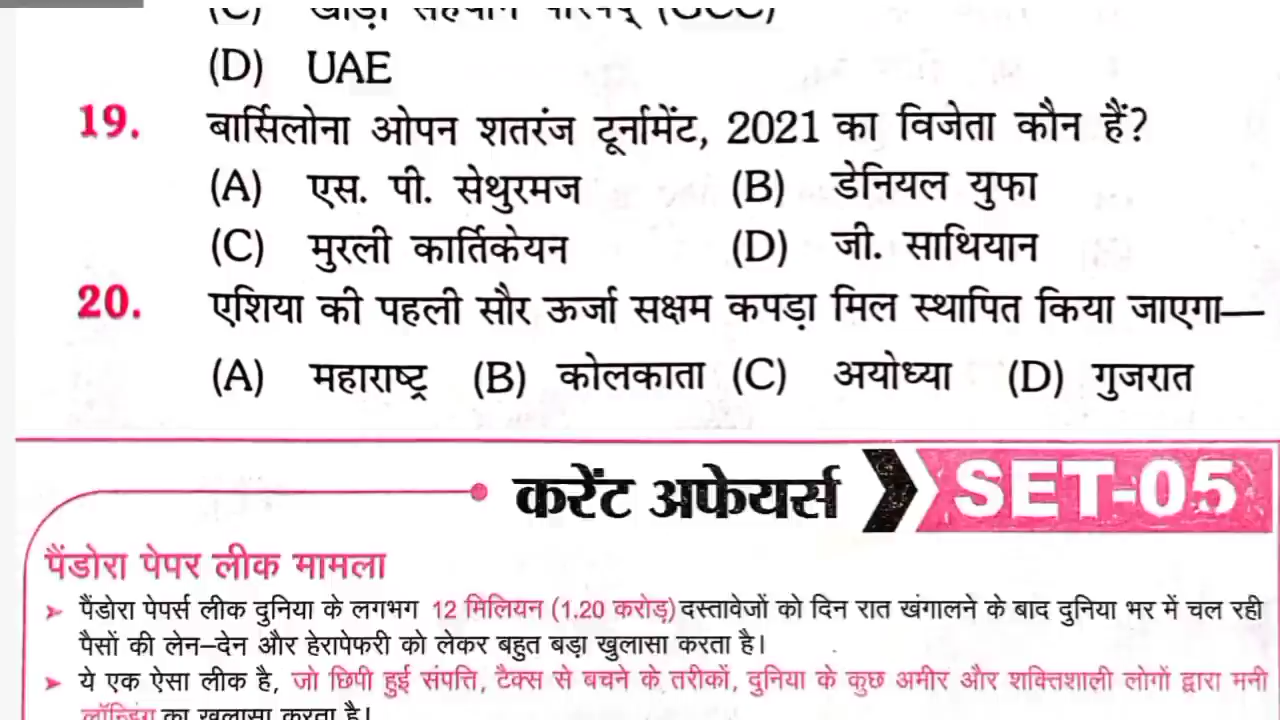 (D) UAE
19. बार्सिलोना ओपन शतरंज टूर्नामेंट, 2021 का विजेता कौन हैं?
(A) एस. पी. सेथुरमज (B) डेनियल युफा
(C) मुरली कार्तिकेयन (D) जी. साथियान
20. एशिया की पहली सौर ऊर्जा सक्षम कपड़ा मिल स्थापित किया जाएगा—
(A) महाराष्ट्र (B) कोलकाता (C) अयोध्या (D) गुजरात
करेंट अफेयर्स SET-05
पैंडोरा पेपर लीक मामला
➤ पैंडोरा पेपर्स लीक दुनिया के लगभग 12 मिलियन (1.20 करोड़) दस्तावेजों को दिन रात खंगालने के बाद दुनिया भर में चल रही
पैसों की लेन–देन और हेरापेफरी को लेकर बहुत बड़ा खुलासा करता है।
➤ ये एक ऐसा लीक है, जो छिपी हुई संपत्ति, टैक्स से बचने के तरीकों, दुनिया के कुछ अमीर और शक्तिशाली लोगों द्वारा मनी
लॉन्ड्रिंग का खुलासा करता है।